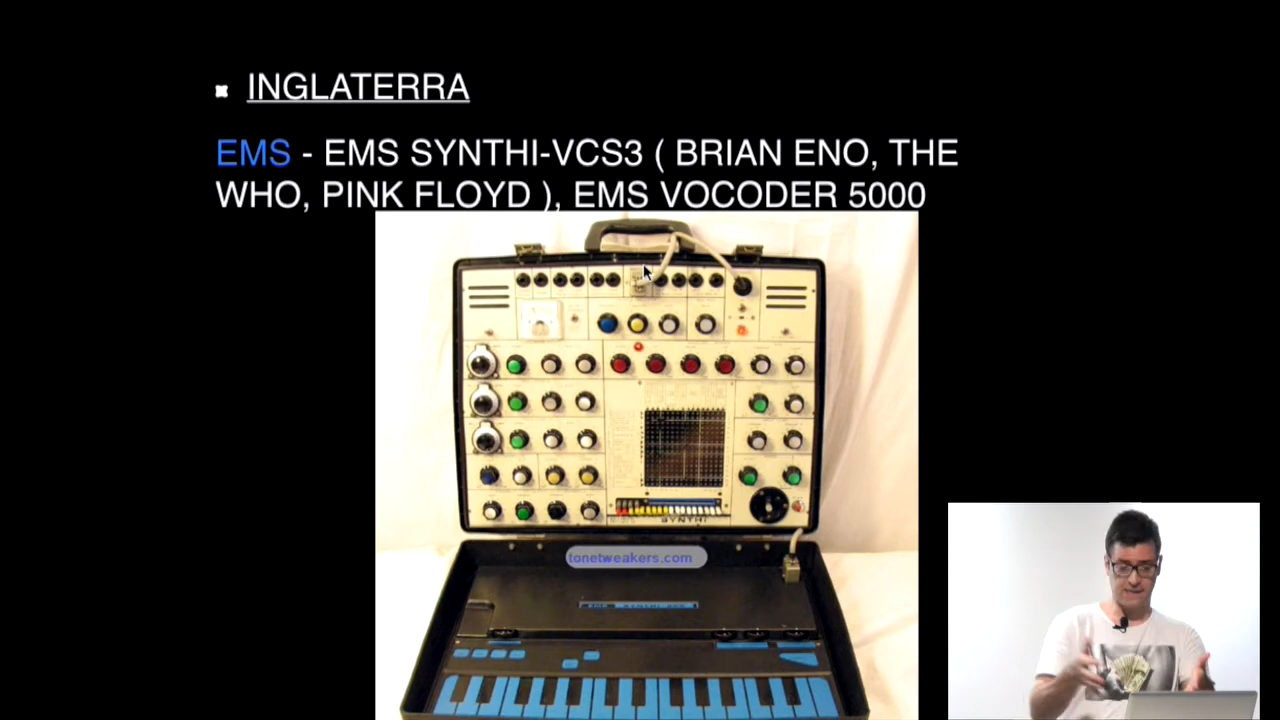 INGLATERRA
EMS - EMS SYNTHI-VCS3 ( BRIAN ENO, THE
WHO, PINK FLOYD ), EMS VOCODER 5000
SYNTHI
tonetweakers.com